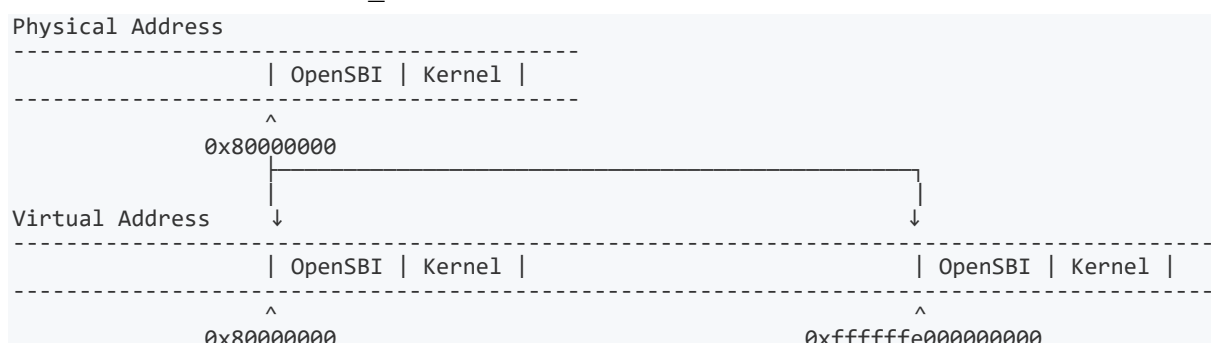 Physical Address
-------------------------------------------
                   | OpenSBI | Kernel |
-------------------------------------------
                   ^
              0x80000000
                   ├───────────────────────────────────────────────┐
                   │                                               │
Virtual Address    ↓                                               ↓
-------------------------------------------------------------------------------------------
                   | OpenSBI | Kernel |                            | OpenSBI | Kernel |
-------------------------------------------------------------------------------------------
                   ^                                               ^
              0x80000000                                   0xffffffe000000000